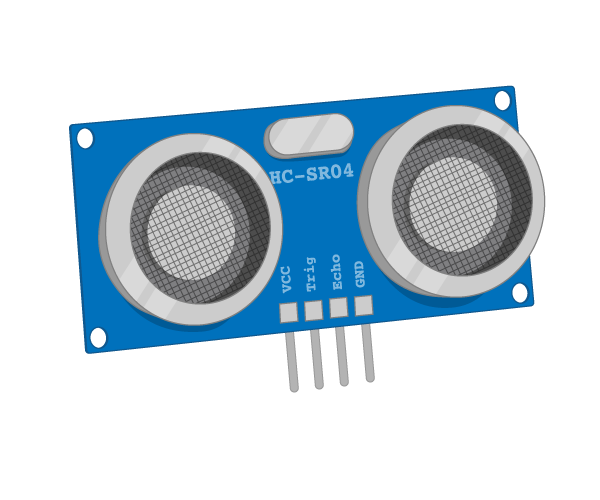 HC-SR04
VCC
Trig
Echo
GND